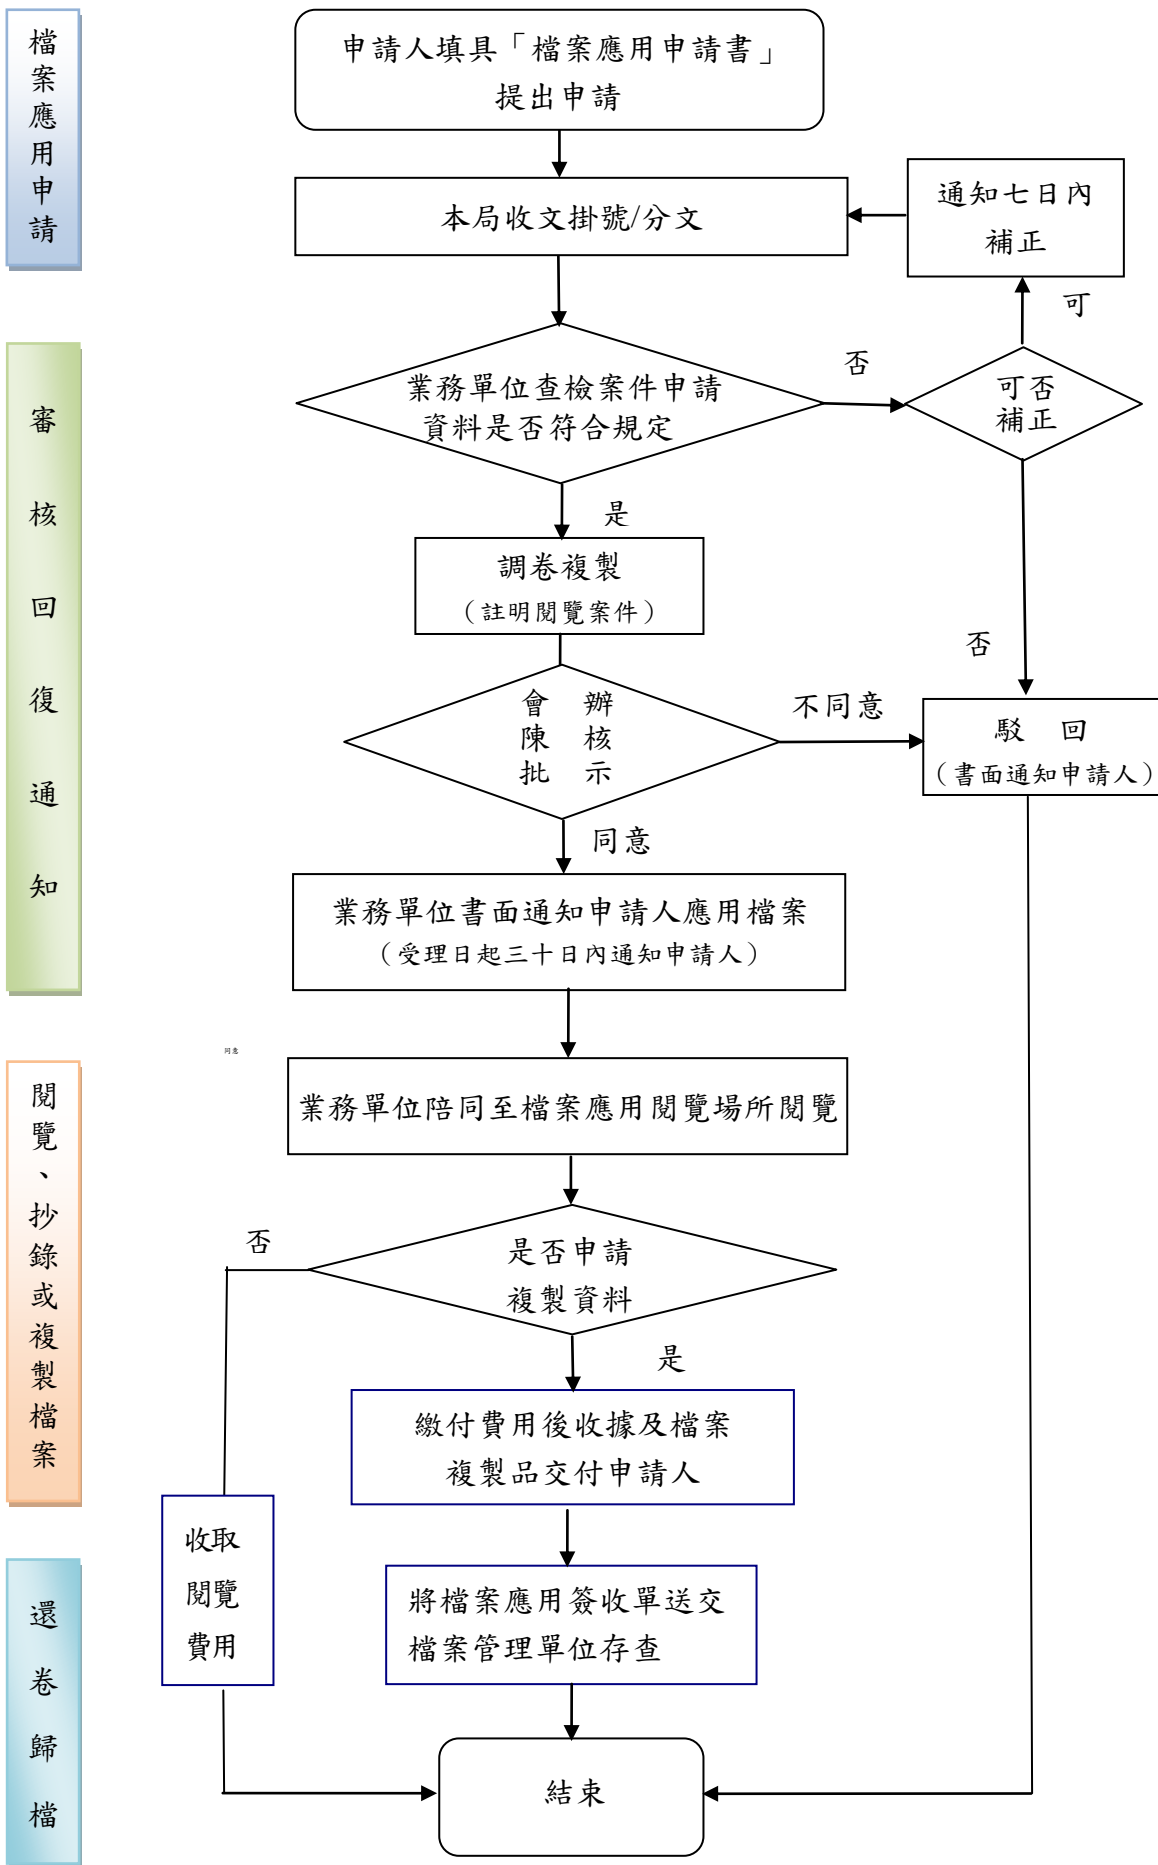 檔案應用申請
申請人填具「檔案應用申請書」
提出申請
本局收文掛號/分文
通知七日內
補正
可
審核回復通知
業務單位查檢案件申請
資料是否符合規定
否
可否
補正
是
調卷複製
（註明閱覽案件）
否
會辦
陳核
批示
不同意
駁回
（書面通知申請人）
同意
業務單位書面通知申請人應用檔案
（受理日起三十日內通知申請人）
同意
閱覽、抄錄或複製檔案
業務單位陪同至檔案應用閱覽場所閱覽
否
是否申請
複製資料
是
繳付費用後收據及檔案
複製品交付申請人
收取
閱覽
費用
還卷歸檔
將檔案應用簽收單送交
檔案管理單位存查
結束